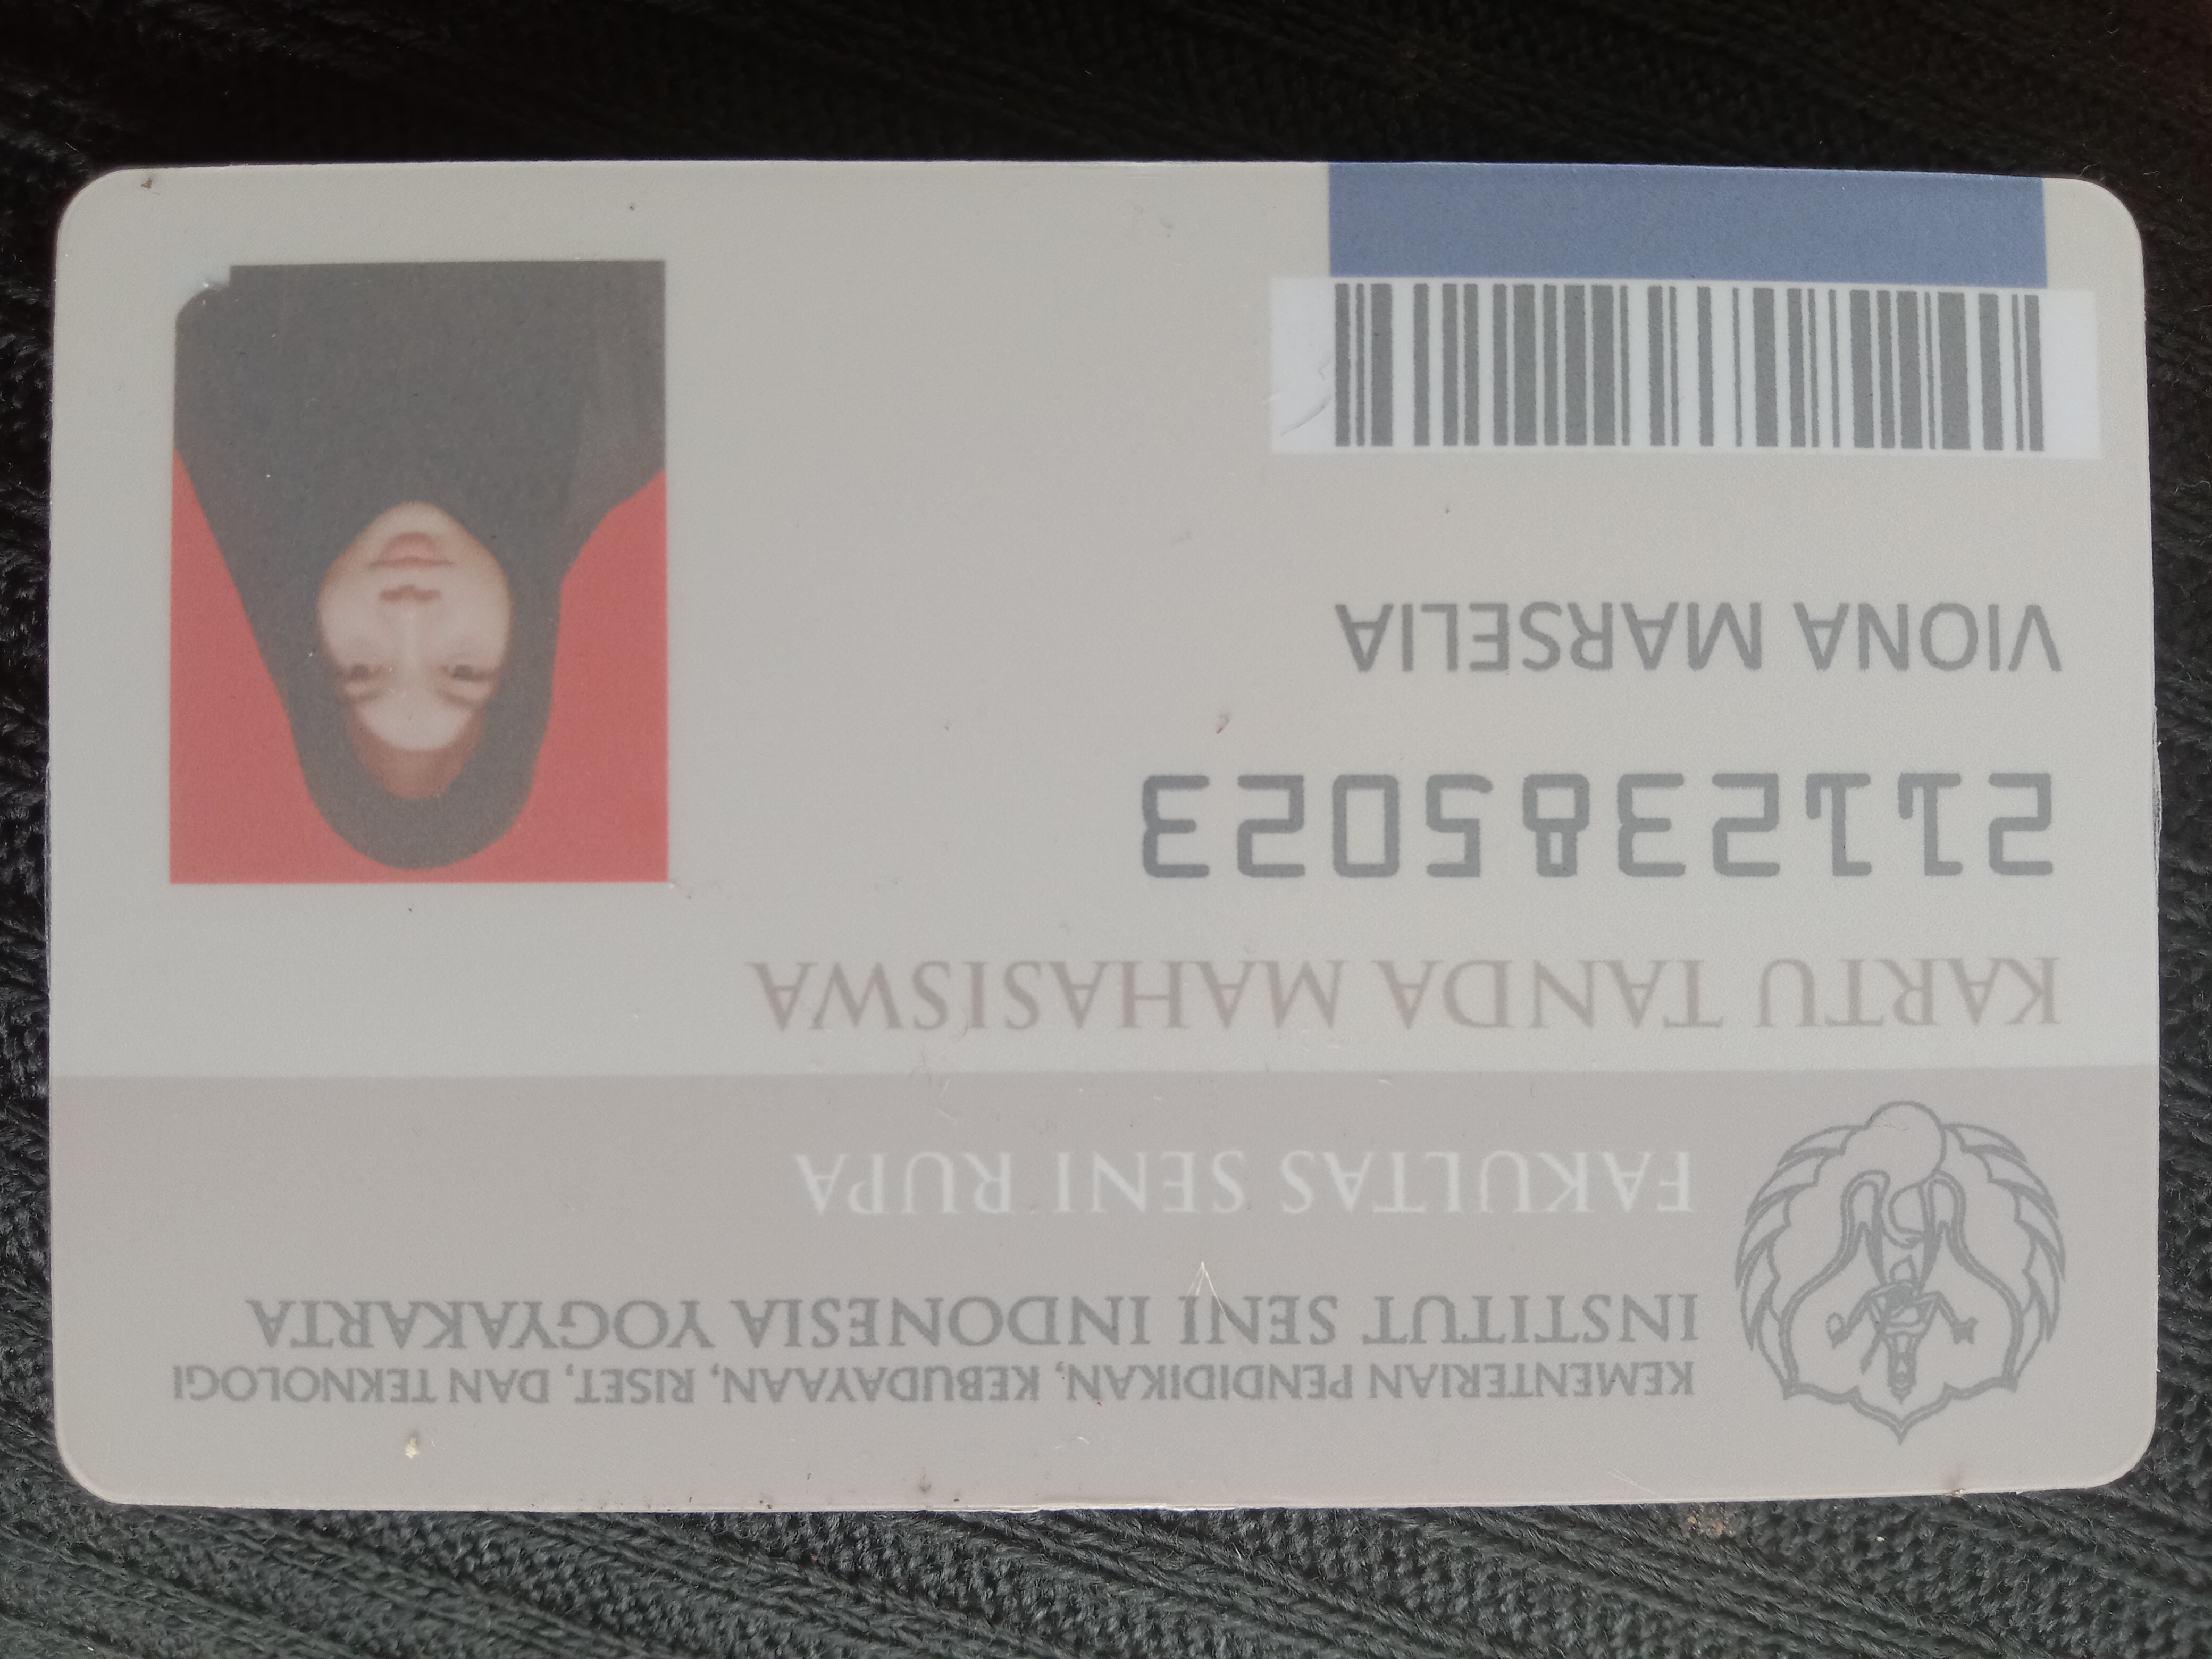 KEMENTERIAN PENDIDIKAN, KEBUDAYAAN, RISET, DAN TEKNOLOGI
INSTITUT SENI INDONESIA YOGYAKARTA
FAKULTAS SENI RUPA
KARTU TANDA MAHASISWA
2112385023
VIONA MARSELIA